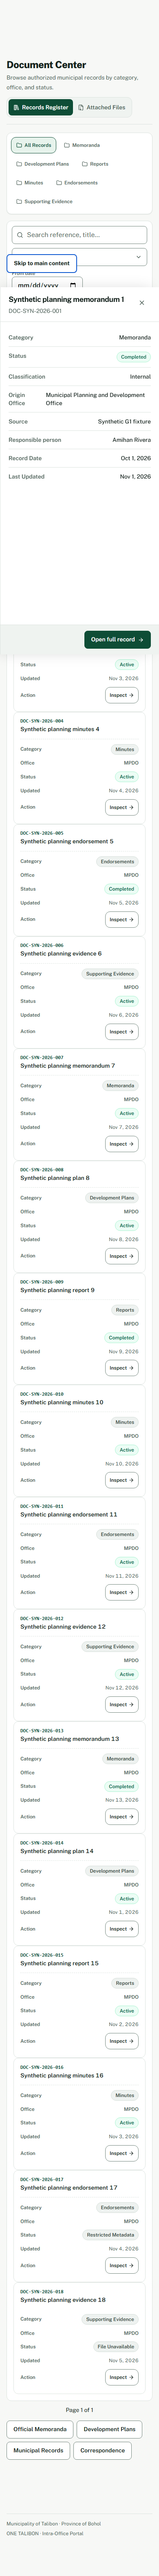 Document Center
Browse authorized municipal records by category,
office, and status.
Records Register
Attached Files
All Records
Memoranda
Development Plans
Reports
Minutes
Endorsements
Supporting Evidence
Search reference, title...
Skip to main content
mm/dd/yyyy
Synthetic planning memorandum 1
DOC-SYN-2026-001
Category Memoranda
Status Completed
Classification Internal
Origin Office Municipal Planning and Development Office
Source Synthetic G1 fixture
Responsible person Amihan Rivera
Record Date Oct 1, 2026
Last Updated Nov 1, 2026
Open full record →
Status Active
Updated Nov 3, 2026
Action Inspect →
DOC-SYN-2026-004
Synthetic planning minutes 4
Category Minutes
Office MPDO
Status Active
Updated Nov 4, 2026
Action Inspect →
DOC-SYN-2026-005
Synthetic planning endorsement 5
Category Endorsements
Office MPDO
Status Completed
Updated Nov 5, 2026
Action Inspect →
DOC-SYN-2026-006
Synthetic planning evidence 6
Category Supporting Evidence
Office MPDO
Status Active
Updated Nov 6, 2026
Action Inspect →
DOC-SYN-2026-007
Synthetic planning memorandum 7
Category Memoranda
Office MPDO
Status Active
Updated Nov 7, 2026
Action Inspect →
DOC-SYN-2026-008
Synthetic planning plan 8
Category Development Plans
Office MPDO
Status Active
Updated Nov 8, 2026
Action Inspect →
DOC-SYN-2026-009
Synthetic planning report 9
Category Reports
Office MPDO
Status Completed
Updated Nov 9, 2026
Action Inspect →
DOC-SYN-2026-010
Synthetic planning minutes 10
Category Minutes
Office MPDO
Status Active
Updated Nov 10, 2026
Action Inspect →
DOC-SYN-2026-011
Synthetic planning endorsement 11
Category Endorsements
Office MPDO
Status Active
Updated Nov 11, 2026
Action Inspect →
DOC-SYN-2026-012
Synthetic planning evidence 12
Category Supporting Evidence
Office MPDO
Status Active
Updated Nov 12, 2026
Action Inspect →
DOC-SYN-2026-013
Synthetic planning memorandum 13
Category Memoranda
Office MPDO
Status Completed
Updated Nov 13, 2026
Action Inspect →
DOC-SYN-2026-014
Synthetic planning plan 14
Category Development Plans
Office MPDO
Status Active
Updated Nov 1, 2026
Action Inspect →
DOC-SYN-2026-015
Synthetic planning report 15
Category Reports
Office MPDO
Status Active
Updated Nov 2, 2026
Action Inspect →
DOC-SYN-2026-016
Synthetic planning minutes 16
Category Minutes
Office MPDO
Status Active
Updated Nov 3, 2026
Action Inspect →
DOC-SYN-2026-017
Synthetic planning endorsement 17
Category Endorsements
Office MPDO
Status Restricted Metadata
Updated Nov 4, 2026
Action Inspect →
DOC-SYN-2026-018
Synthetic planning evidence 18
Category Supporting Evidence
Office MPDO
Status File Unavailable
Updated Nov 5, 2026
Action Inspect →
Page 1 of 1
Official Memoranda
Development Plans
Municipal Records
Correspondence
Municipality of Talibon · Province of Bohol
ONE TALIBON · Intra-Office Portal